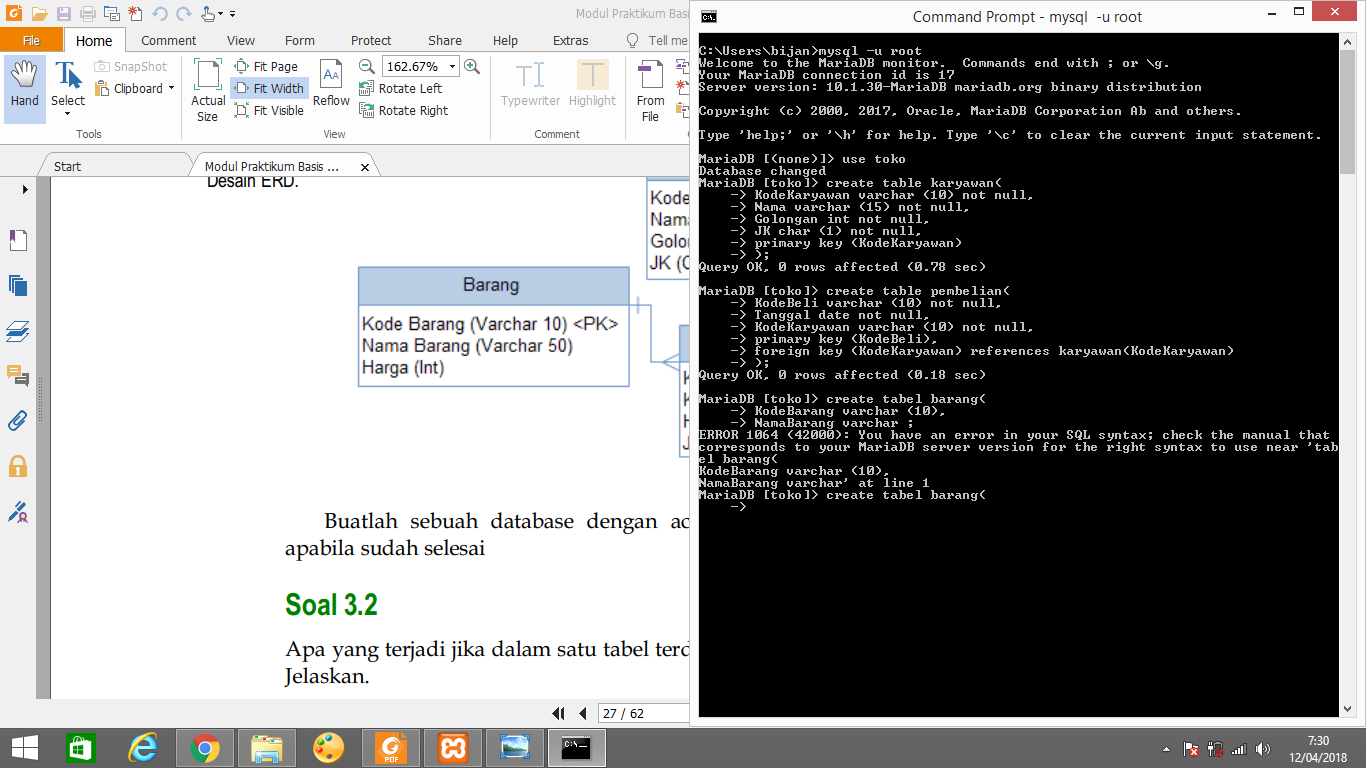 Modul Praktikum Basi
File
Home
Comment
View
Form
Protect
Share
Help
Extras
Tell me
Hand
Select
SnapShot
Clipboard
Tools
Actual Size
Fit Page
Fit Width
Fit Visible
Reflow
162.67%
Rotate Left
Rotate Right
View
Typewriter
Highlight
Comment
From File
Start
Modul Praktikum Basis ...
Desain ERD.
Kode
Nama
Golon
JK (C
Barang
Kode Barang (Varchar 10) <PK>
Nama Barang (Varchar 50)
Harga (Int)
K
K
H
J
Buatlah sebuah database dengan ac
apabila sudah selesai
Soal 3.2
Apa yang terjadi jika dalam satu tabel terd
Jelaskan.
27 / 62
Command Prompt - mysql  -u root
C:\Users\bijan>mysql -u root
Welcome to the MariaDB monitor.  Commands end with ; or \g.
Your MariaDB connection id is 17
Server version: 10.1.30-MariaDB mariadb.org binary distribution
Copyright (c) 2000, 2017, Oracle, MariaDB Corporation Ab and others.
Type 'help;' or '\h' for help. Type '\c' to clear the current input statement.
MariaDB [(none)]> use toko
Database changed
MariaDB [toko]> create table karyawan(
-> KodeKaryawan varchar (10) not null,
-> Nama varchar (15) not null,
-> Golongan int not null,
-> JK char (1) not null,
-> primary key (KodeKaryawan)
-> );
Query OK, 0 rows affected (0.78 sec)
MariaDB [toko]> create table pembelian(
-> KodeBeli varchar (10) not null,
-> Tanggal date not null,
-> KodeKaryawan varchar (10) not null,
-> primary key (KodeBeli),
-> foreign key (KodeKaryawan) references karyawan(KodeKaryawan)
-> );
Query OK, 0 rows affected (0.18 sec)
MariaDB [toko]> create tabel barang(
-> KodeBarang varchar (10),
-> NamaBarang varchar ;
ERROR 1064 (42000): You have an error in your SQL syntax; check the manual that
corresponds to your MariaDB server version for the right syntax to use near 'tab
el barang(
KodeBarang varchar (10),
NamaBarang varchar' at line 1
MariaDB [toko]> create tabel barang(
->
7:30
12/04/2018